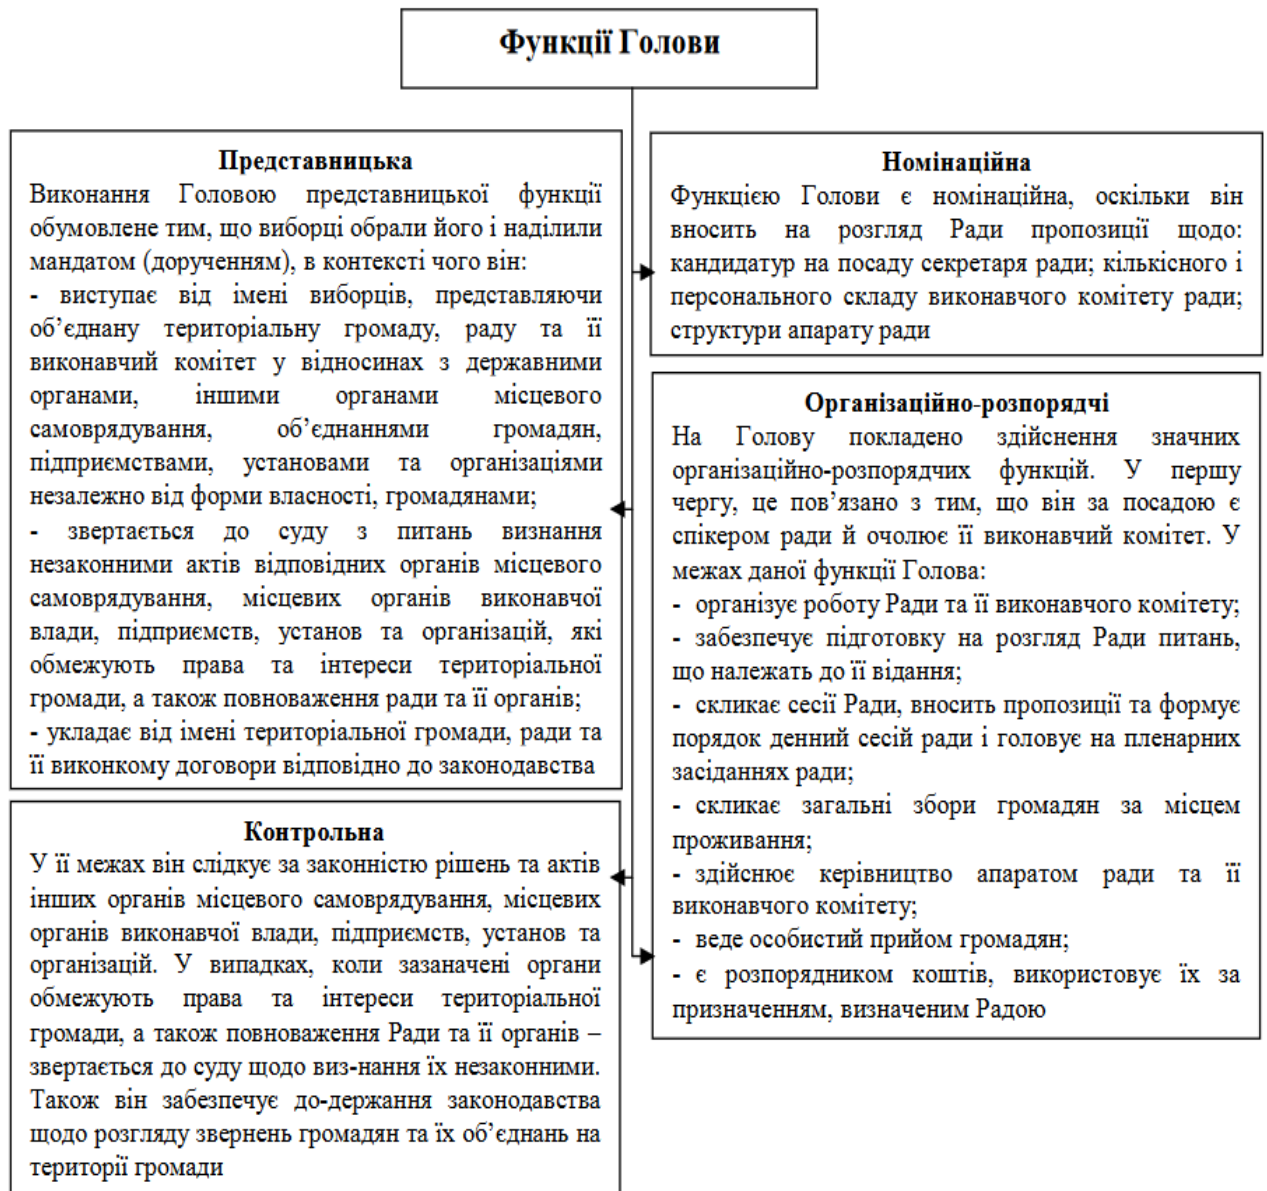 Функції Голови
Представницька
Виконання Головою представницької функції
обумовлене тим, що виборці обрали його і наділили
мандатом (дорученням), в контексті чого він:
- виступає від імені виборців, представляючи
об’єднану територіальну громаду, раду та її
виконавчий комітет у відносинах з державними
органами, іншими органами місцевого
самоврядування, об’єднаннями громадян,
підприємствами, установами та організаціями
незалежно від форми власності, громадянами;
- звертається до суду з питань визнання
незаконними актів відповідних органів місцевого
самоврядування, місцевих органів виконавчої
влади, підприємств, установ та організацій, які
обмежують права та інтереси територіальної
громади, а також повноваження ради та її органів;
- укладає від імені територіальної громади, ради та
її виконкому договори відповідно до законодавства
Номінаційна
Функцією Голови є номінаційна, оскільки він
вносить на розгляд Ради пропозиції щодо:
кандидатур на посаду секретаря ради; кількісного і
персонального складу виконавчого комітету ради;
структури апарату ради
Організаційно-розпорядчі
На Голову покладено здійснення значних
організаційно-розпорядчих функцій. У першу
чергу, це пов’язано з тим, що він за посадою є
спікером ради й очолює її виконавчий комітет. У
межах даної функції Голова:
- організує роботу Ради та її виконавчого комітету;
- забезпечує підготовку на розгляд Ради питань,
що належать до її відання;
- скликає сесії Ради, вносить пропозиції та формує
порядок денний сесій ради і головує на пленарних
засіданнях ради;
- скликає загальні збори громадян за місцем
проживання;
- здійснює керівництво апаратом ради та її
виконавчого комітету;
- веде особистий прийом громадян;
- є розпорядником коштів, використовує їх за
призначенням, визначеним Радою
Контрольна
У її межах він слідкує за законністю рішень та актів
інших органів місцевого самоврядування, місцевих
органів виконавчої влади, підприємств, установ та
організацій. У випадках, коли зазаначені органи
обмежують права та інтереси територіальної
громади, а також повноваження Ради та її органів –
звертається до суду щодо виз-нання їх незаконними.
Також він забезпечує до-держання законодавства
щодо розгляду звернень громадян та їх об’єднань на
території громади